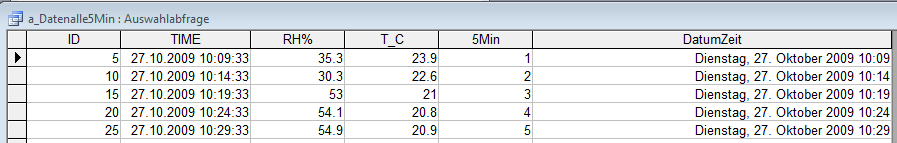 a_Datenalle5Min : Auswahlabfrage
ID TIME RH% T_C 5Min DatumZeit
5 27.10.2009 10:09:33 35.3 23.9 1 Dienstag, 27. Oktober 2009 10:09
10 27.10.2009 10:14:33 30.3 22.6 2 Dienstag, 27. Oktober 2009 10:14
15 27.10.2009 10:19:33 53 21 3 Dienstag, 27. Oktober 2009 10:19
20 27.10.2009 10:24:33 54.1 20.8 4 Dienstag, 27. Oktober 2009 10:24
25 27.10.2009 10:29:33 54.9 20.9 5 Dienstag, 27. Oktober 2009 10:29